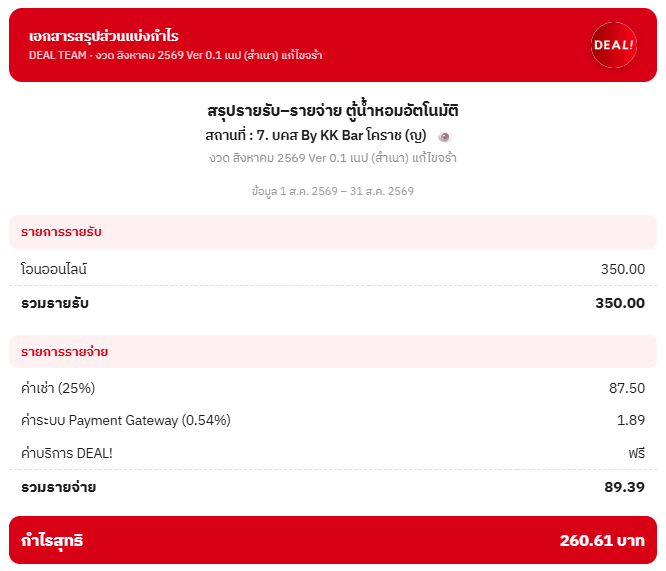 เอกสารสรุปส่วนแบ่งกำไร
DEAL TEAM · งวด สิงหาคม 2569 Ver 0.1 เนป (สำเนา) แก้ไขจร้า
DEAL!
สรุปรายรับ–รายจ่าย ตู้น้ำหอมอัตโนมัติ
สถานที่ : 7. บคส By KK Bar โคราช (ญ)
งวด สิงหาคม 2569 Ver 0.1 เนป (สำเนา) แก้ไขจร้า
ข้อมูล 1 ส.ค. 2569 – 31 ส.ค. 2569
รายการรายรับ
โอนออนไลน์ 350.00
รวมรายรับ 350.00
รายการรายจ่าย
ค่าเช่า (25%) 87.50
ค่าระบบ Payment Gateway (0.54%) 1.89
ค่าบริการ DEAL! ฟรี
รวมรายจ่าย 89.39
กำไรสุทธิ 260.61 บาท